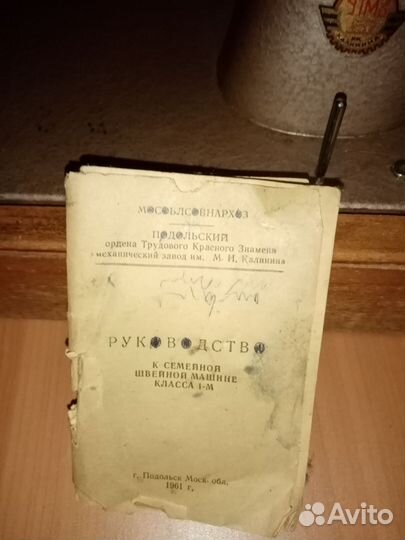 МОСОБЛСОВНАРХОЗ
ПОДОЛЬСКИЙ
ордена Трудового Красного Знамени
механический завод им. М. И. Калинина
РУКОВОДСТВО
К СЕМЕЙНОЙ
ШВЕЙНОЙ МАШИНЕ
КЛАССА 1-М
г. Подольск Моск. обл.
1961 г.
Avito